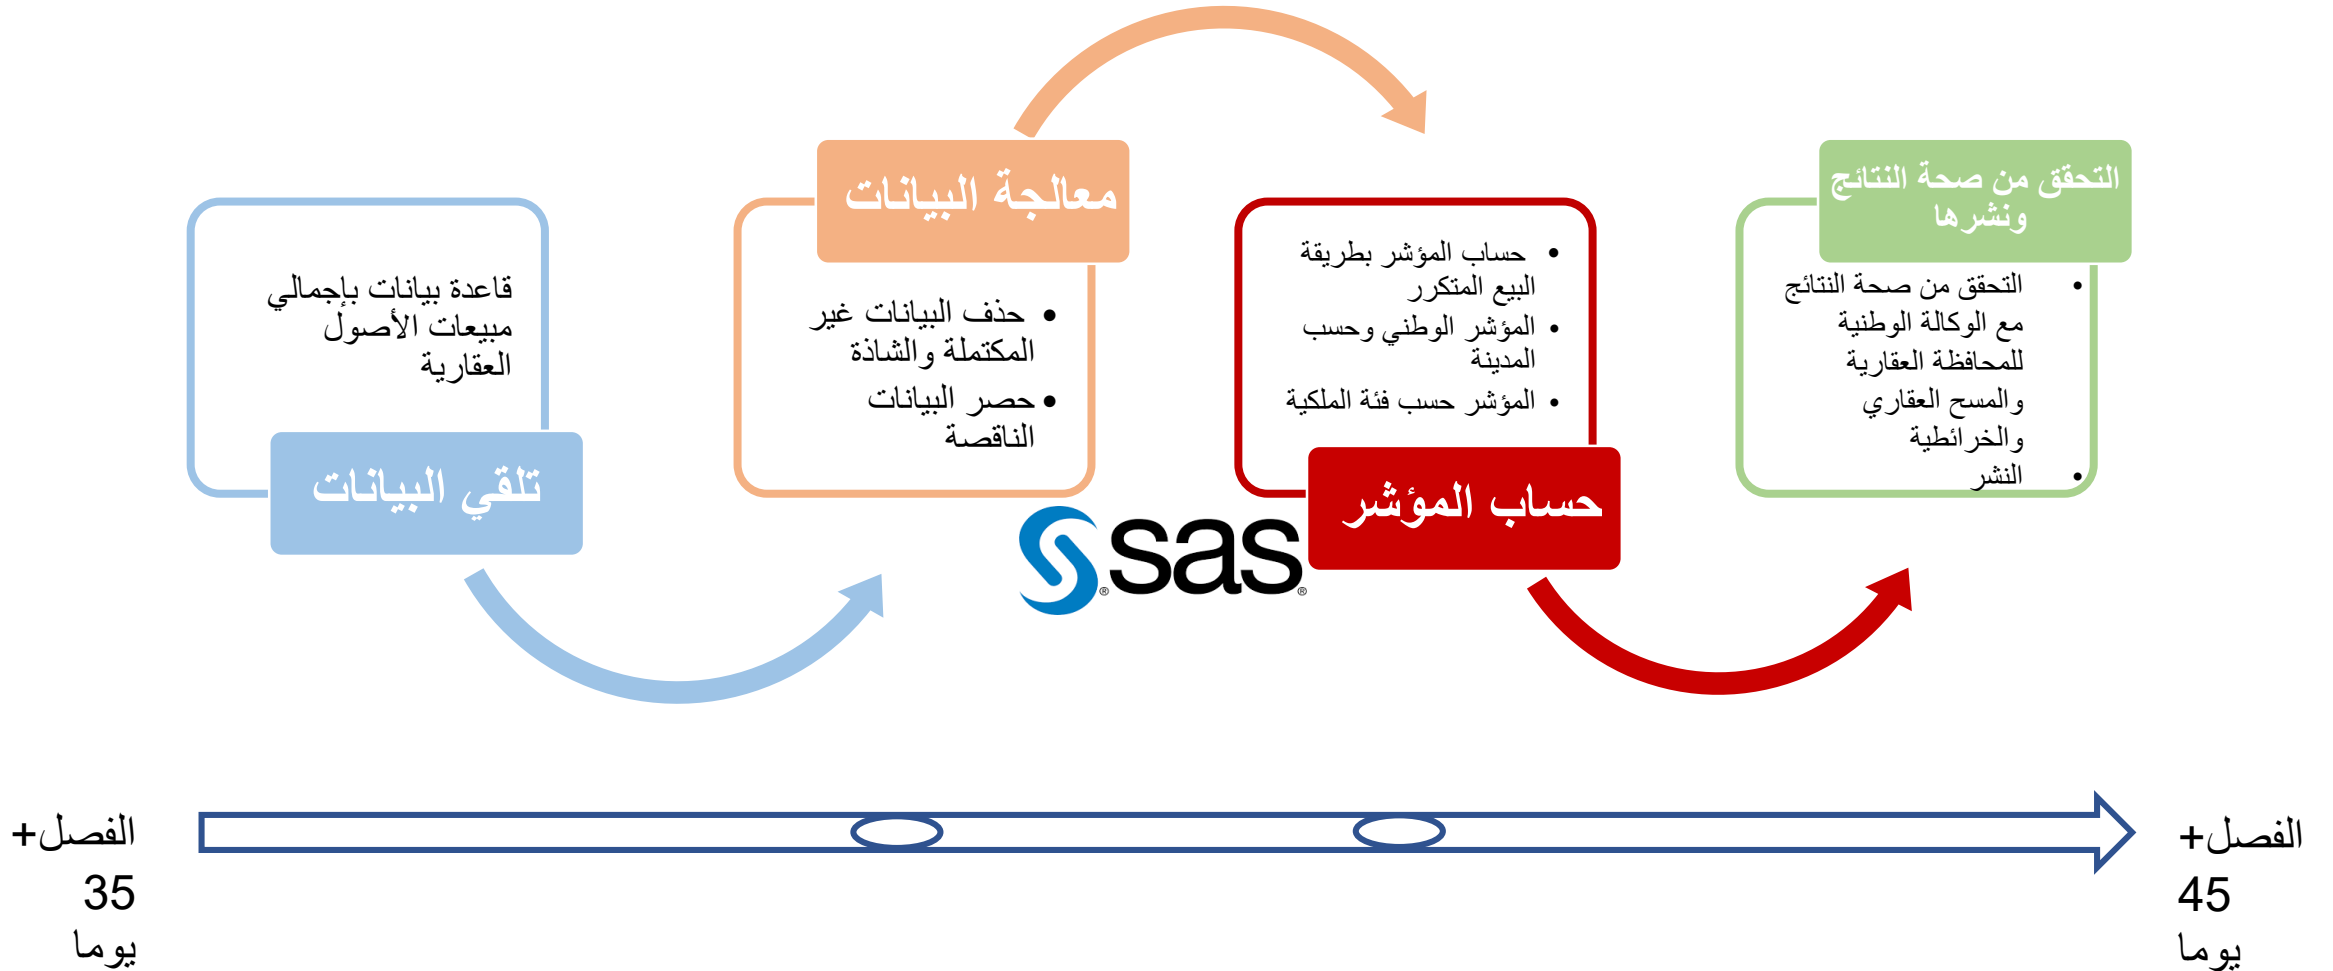 قاعدة بيانات بإجمالي
مبيعات الأصول
العقارية
تلقي البيانات
معالجة البيانات
• حذف البيانات غير
المكتملة والشاذة
• حصر البيانات
الناقصة
• حساب المؤشر بطريقة
البيع المتكرر
• المؤشر الوطني وحسب
المدينة
• المؤشر حسب فئة الملكية
حساب المؤشر
sas
التحقق من صحة النتائج
ونشرها
• التحقق من صحة النتائج
مع الوكالة الوطنية
للمحافظة العقارية
والمسح العقاري
والخرائطية
• النشر
الفصل+
35
يوما
الفصل+
45
يوما